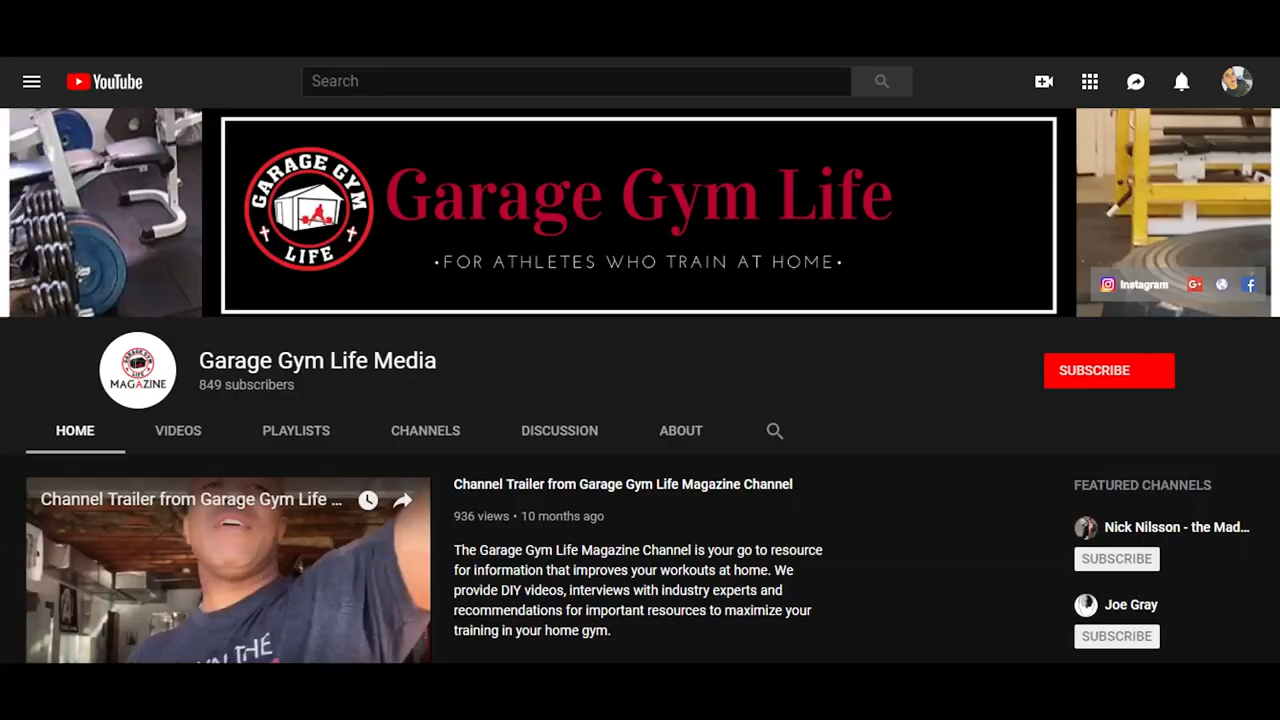 YouTube
Search
GARAGE GYM
LIFE
Garage Gym Life
•FOR ATHLETES WHO TRAIN AT HOME•
Instagram
GARAGE GYM
LIFE
MAGAZINE
Garage Gym Life Media
849 subscribers
SUBSCRIBE
HOME VIDEOS PLAYLISTS CHANNELS DISCUSSION ABOUT
Channel Trailer from Garage Gym Life ...
Channel Trailer from Garage Gym Life Magazine Channel
936 views • 10 months ago
The Garage Gym Life Magazine Channel is your go to resource
for information that improves your workouts at home. We
provide DIY videos, interviews with industry experts and
recommendations for important resources to maximize your
training in your home gym.
THE
FEATURED CHANNELS
Nick Nilsson - the Mad...
SUBSCRIBE
Joe Gray
SUBSCRIBE